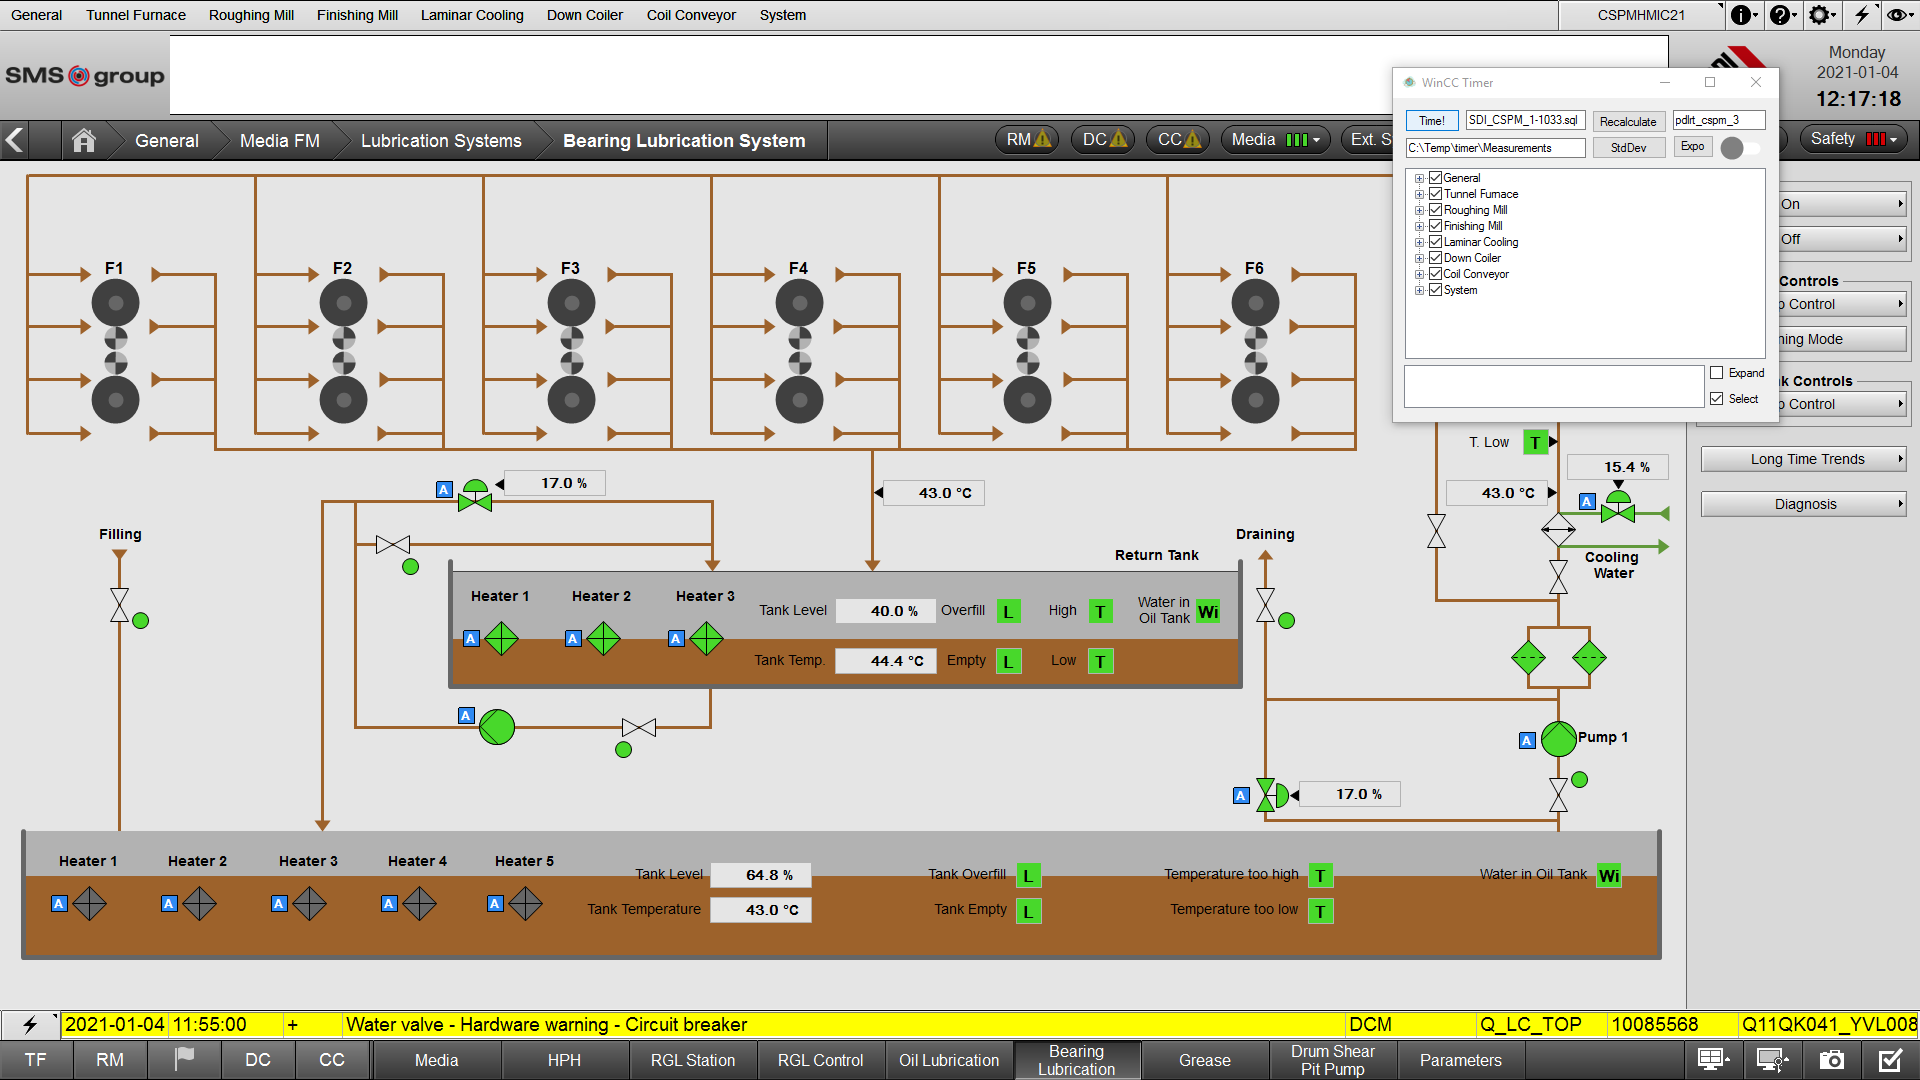 General Tunnel Furnace Roughing Mill Finishing Mill Laminar Cooling Down Coiler Coil Conveyor System CSPMHMIC21
SMS group
Monday
2021-01-04
12:17:18
General Media FM Lubrication Systems Bearing Lubrication System RM DC CC Media Ext. S Safety
WinCC Timer
Time! SDI_CSPM_1-1033.sql Recalculate pdlrt_cspm_3
C:\Temp\timer\Measurements StdDev Expo
General
Tunnel Furnace
Roughing Mill
Finishing Mill
Laminar Cooling
Down Coiler
Coil Conveyor
System
Expand
Select
On
Off
Controls
Control
Mode
Controls
Control
Long Time Trends
Diagnosis
F1 F2 F3 F4 F5 F6
T. Low T
15.4 %
A 17.0 %
43.0 °C
43.0 °C A
Filling
Draining
Return Tank
Cooling
Water
Heater 1 Heater 2 Heater 3
A A A
Tank Level 40.0 % Overfill L High T
Water in
Oil Tank Wi
Tank Temp. 44.4 °C Empty L Low T
A
A Pump 1
A 17.0 %
Heater 1 Heater 2 Heater 3 Heater 4 Heater 5
A A A A A
Tank Level 64.8 % Tank Overfill L Temperature too high T Water in Oil Tank Wi
Tank Temperature 43.0 °C Tank Empty L Temperature too low T
2021-01-04 11:55:00 + Water valve - Hardware warning - Circuit breaker DCM Q_LC_TOP 10085568 Q11QK041_YVL008
TF RM DC CC Media HPH RGL Station RGL Control Oil Lubrication
Bearing
Lubrication
Grease
Drum Shear
Pit Pump
Parameters